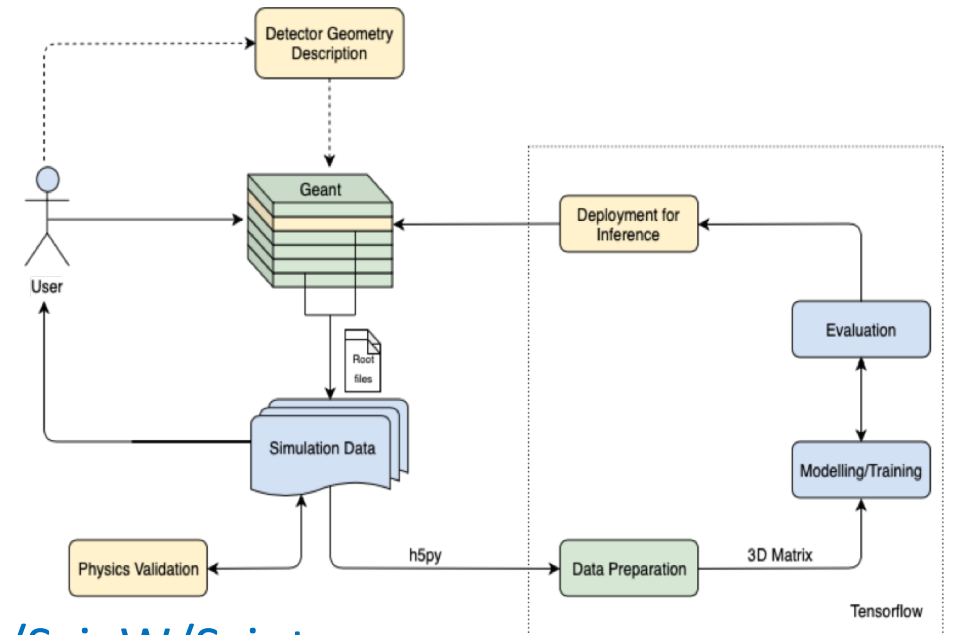 Detector Geometry
Description
Geant
Deployment for
Inference
User
Evaluation
Root
files
Simulation Data
Modelling/Training
h5py
3D Matrix
Physics Validation
Data Preparation
Tensorflow